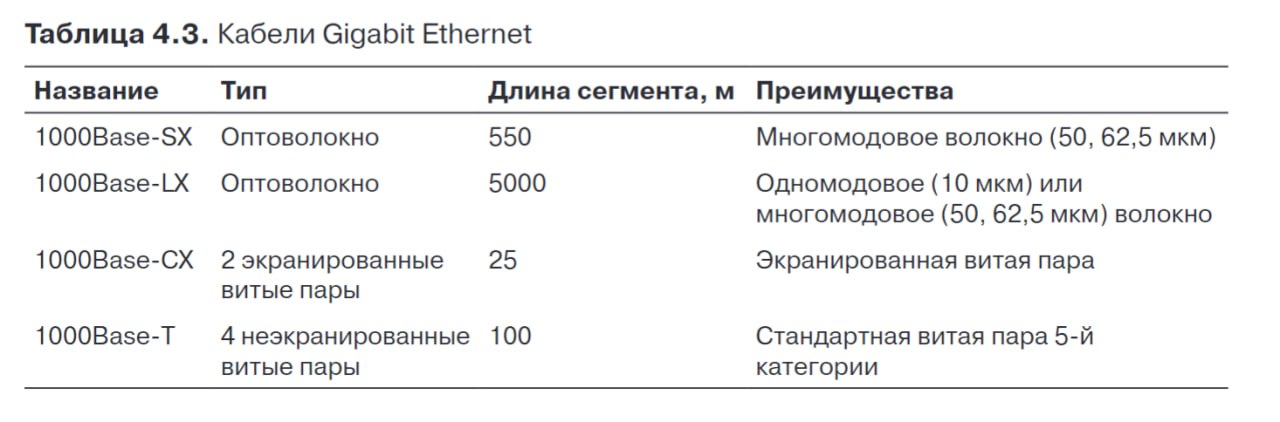 Таблица 4.3. Кабели Gigabit Ethernet
Название Тип Длина сегмента, м Преимущества
1000Base-SX Оптоволокно 550 Многомодовое волокно (50, 62,5 мкм)
1000Base-LX Оптоволокно 5000 Одномодовое (10 мкм) или
многомодовое (50, 62,5 мкм) волокно
1000Base-CX 2 экранированные 25 Экранированная витая пара
витые пары
1000Base-T 4 неэкранированные 100 Стандартная витая пара 5-й
витые пары категории